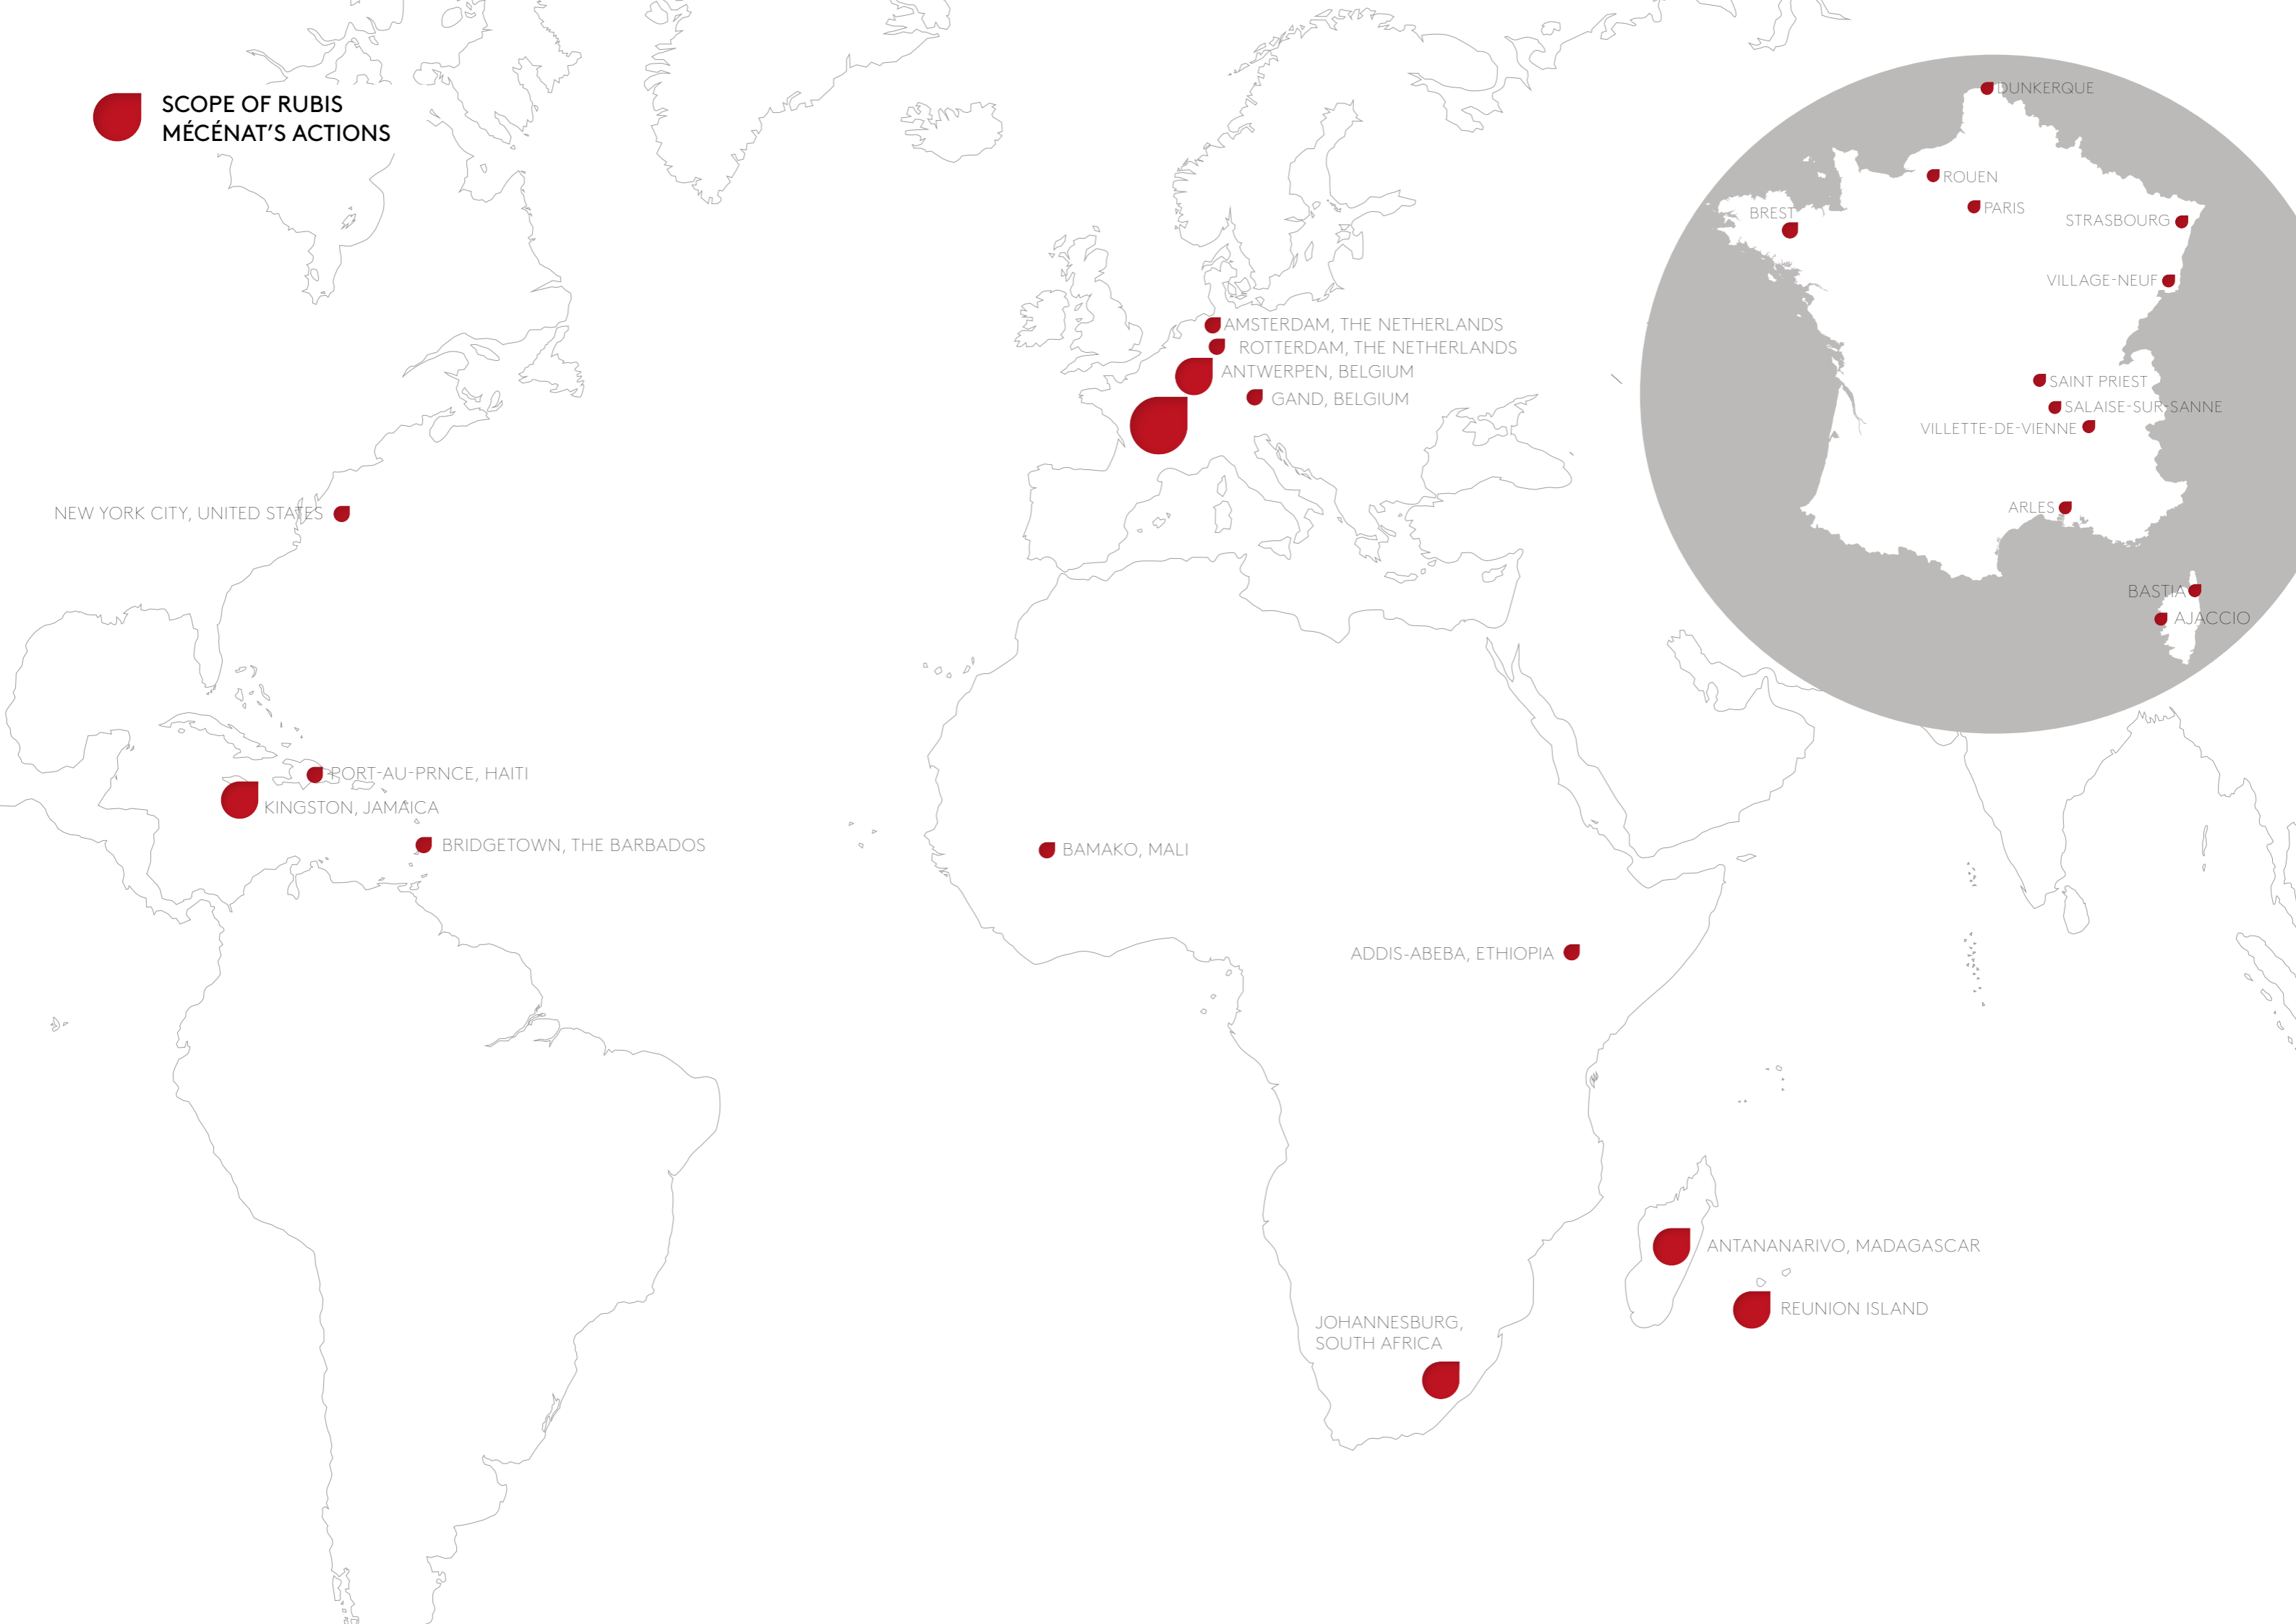 SCOPE OF RUBIS
MÉCÉNAT'S ACTIONS
DUNKERQUE
ROUEN
PARIS
BREST
STRASBOURG
VILLAGE-NEUF
SAINT PRIEST
SALAISE-SUR-SANNE
VILLETTE-DE-VIENNE
ARLES
BASTIA
AJACCIO
AMSTERDAM, THE NETHERLANDS
ROTTERDAM, THE NETHERLANDS
ANTWERPEN, BELGIUM
GAND, BELGIUM
NEW YORK CITY, UNITED STATES
PORT-AU-PRNCE, HAITI
KINGSTON, JAMAICA
BRIDGETOWN, THE BARBADOS
BAMAKO, MALI
ADDIS-ABEBA, ETHIOPIA
ANTANANARIVO, MADAGASCAR
REUNION ISLAND
JOHANNESBURG,
SOUTH AFRICA